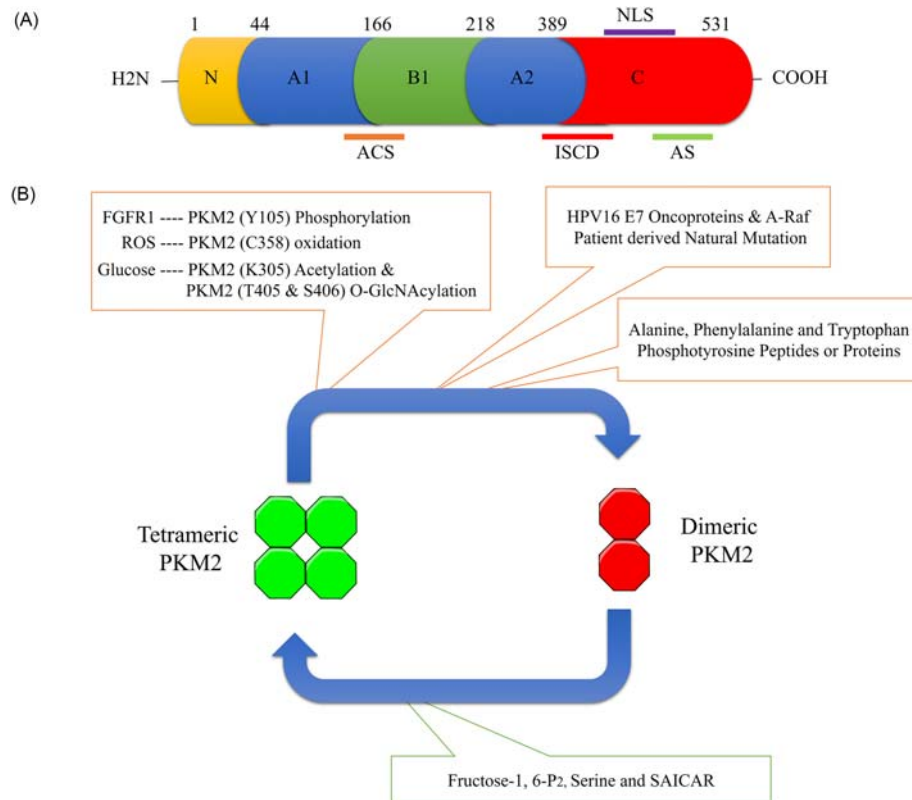 (A)
NLS
1 44 166 218 389 531
H2N N A1 B1 A2 C COOH
ACS ISCD AS
(B)
FGFR1 ---- PKM2 (Y105) Phosphorylation
ROS ---- PKM2 (C358) oxidation
Glucose ---- PKM2 (K305) Acetylation &
PKM2 (T405 & S406) O-GlcNAcylation
HPV16 E7 Oncoproteins & A-Raf
Patient derived Natural Mutation
Alanine, Phenylalanine and Tryptophan
Phosphotyrosine Peptides or Proteins
Tetrameric
PKM2
Dimeric
PKM2
Fructose-1, 6-P2, Serine and SAICAR